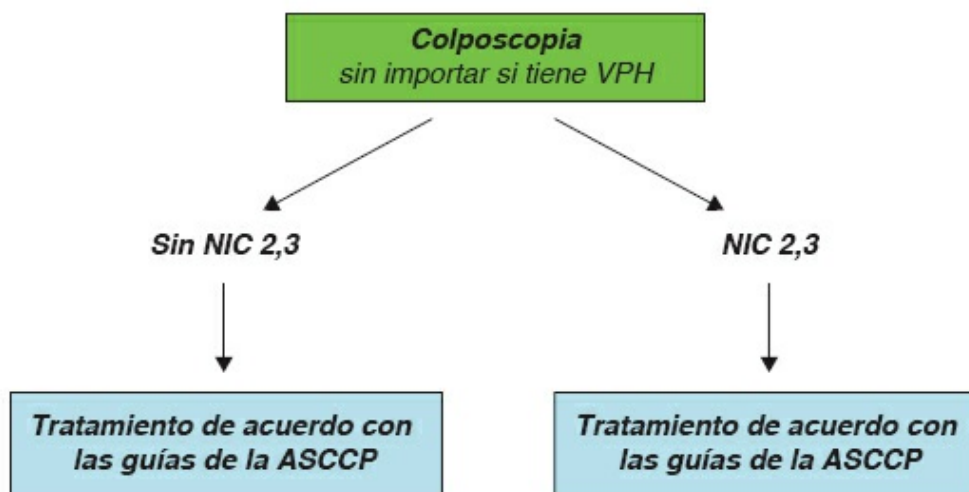 Colposcopia
sin importar si tiene VPH
Sin NIC 2,3
NIC 2,3
Tratamiento de acuerdo con
las guías de la ASCCP
Tratamiento de acuerdo con
las guías de la ASCCP